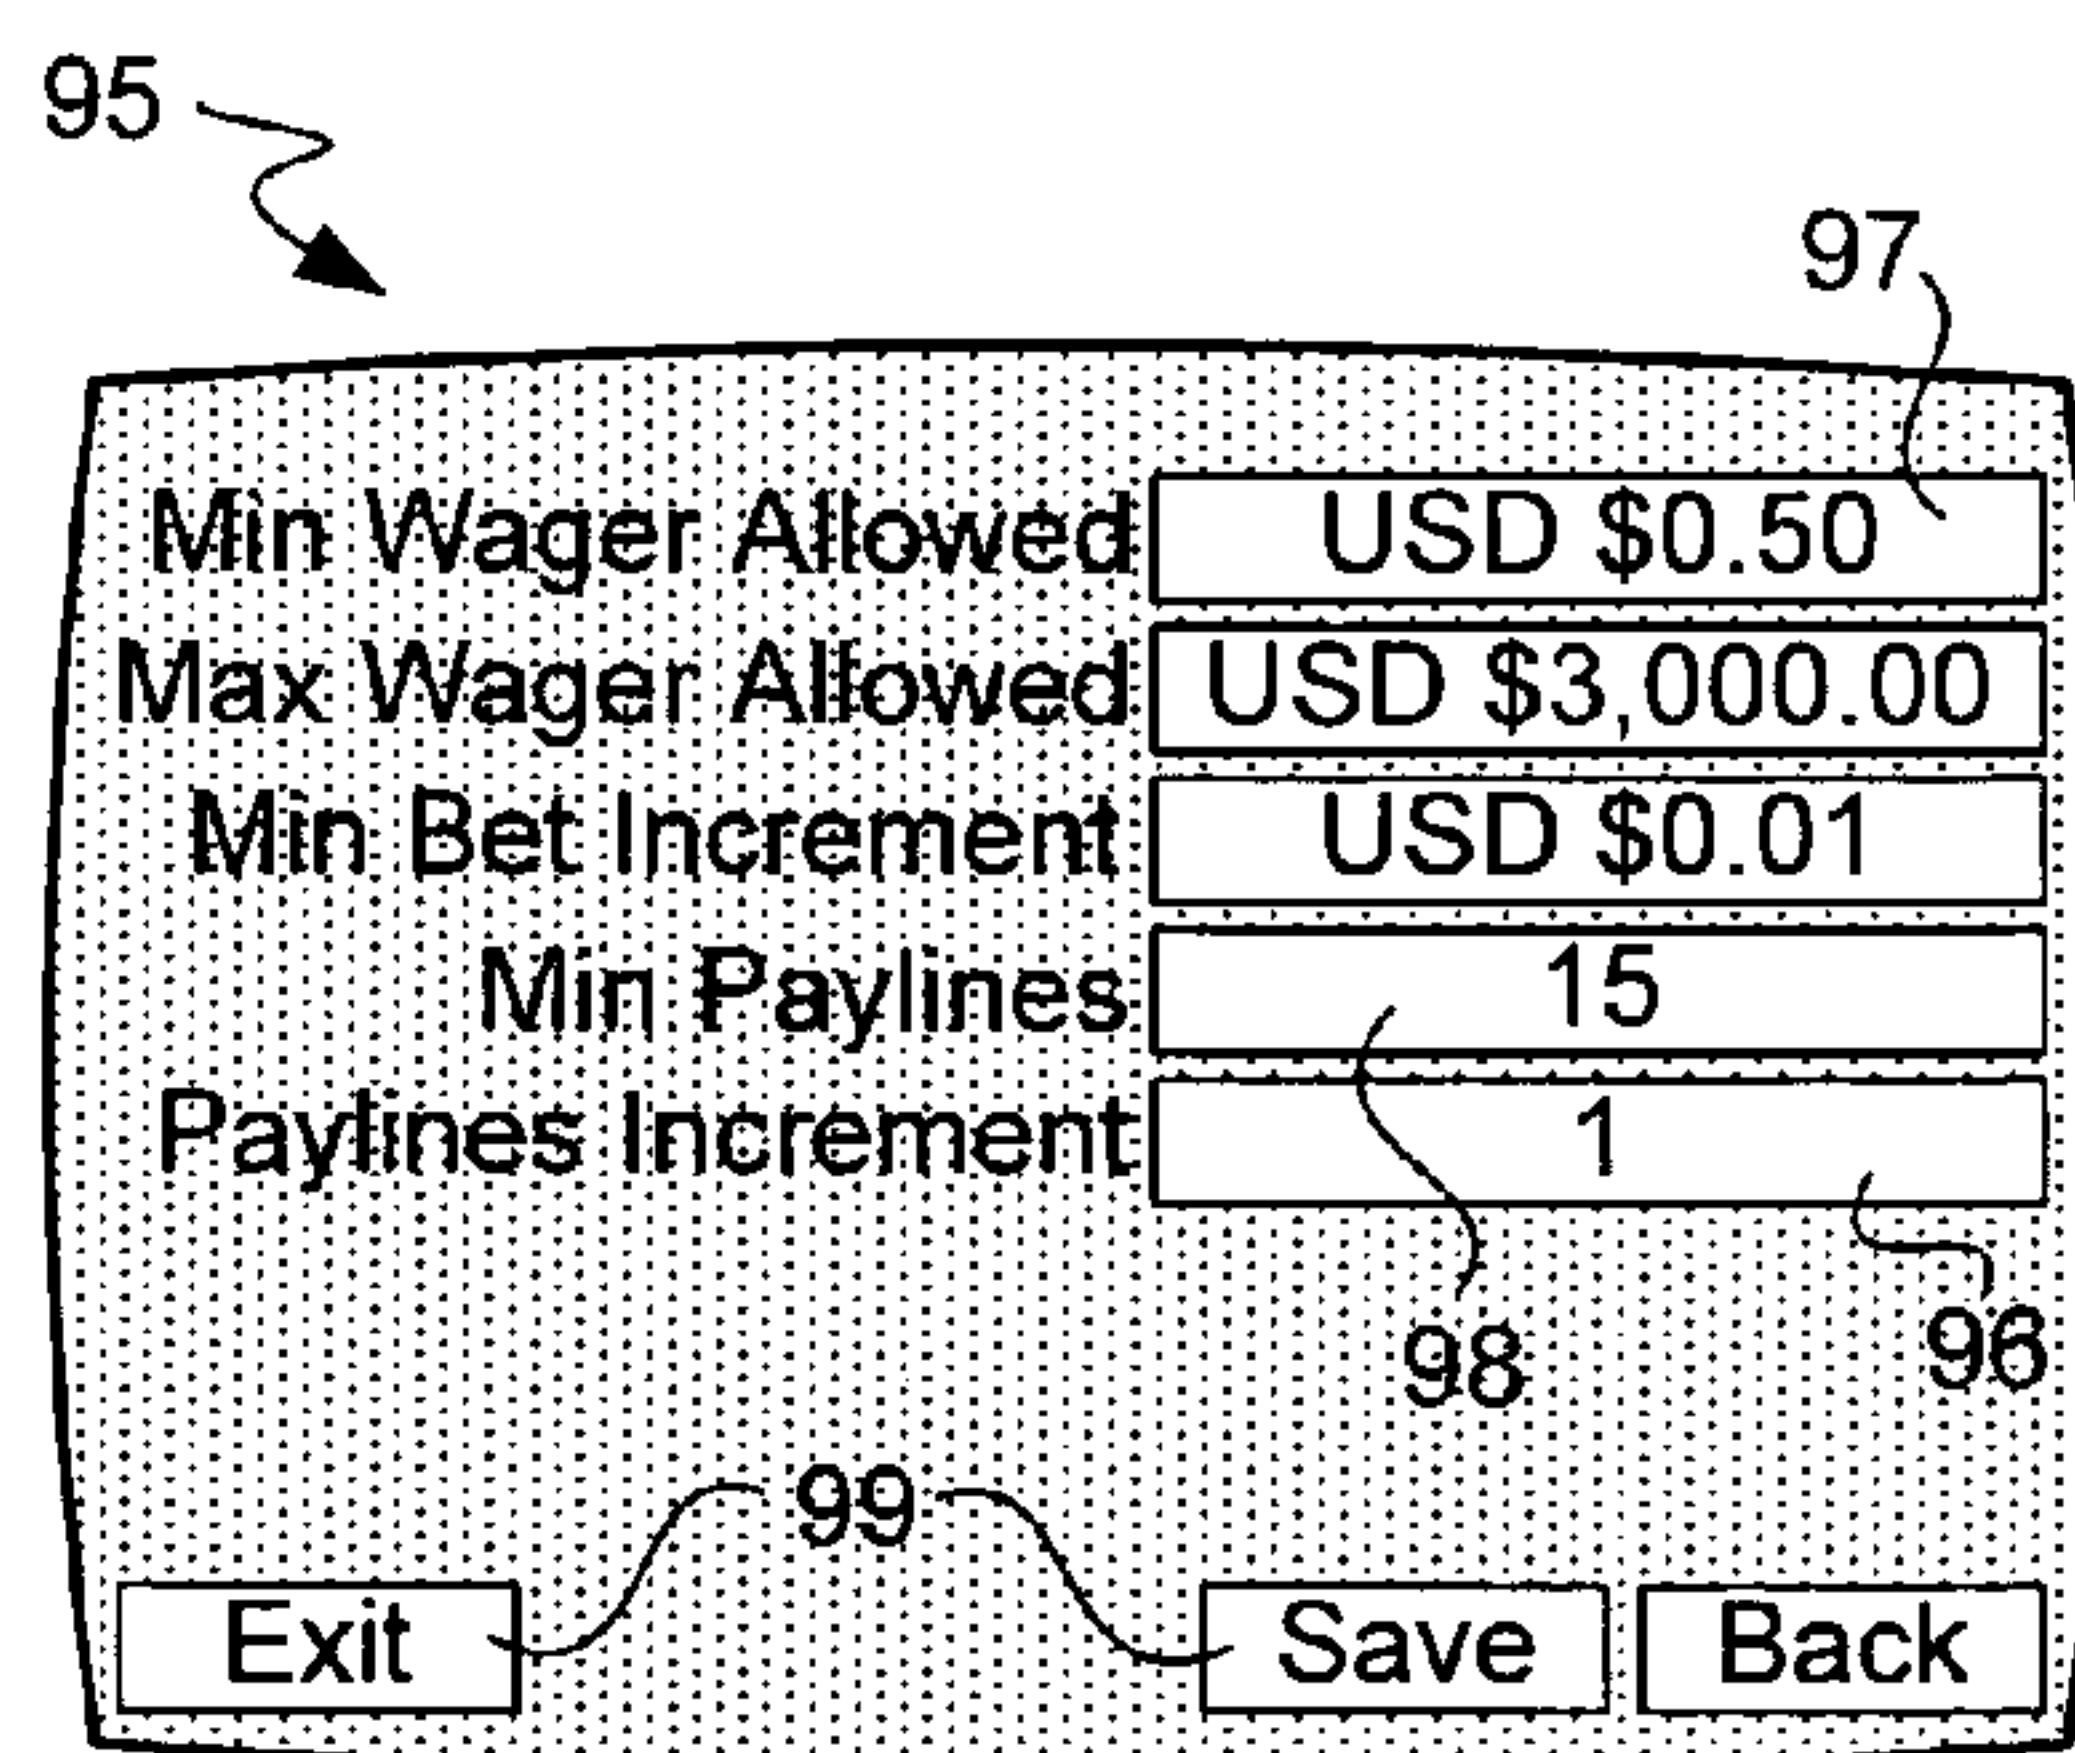 95
97
Min Wager Allowed USD $0.50
Max Wager Allowed USD $3,000.00
Min Bet Increment USD $0.01
Min Paylines 15
Paylines Increment 1
98 96
99
Exit Save Back